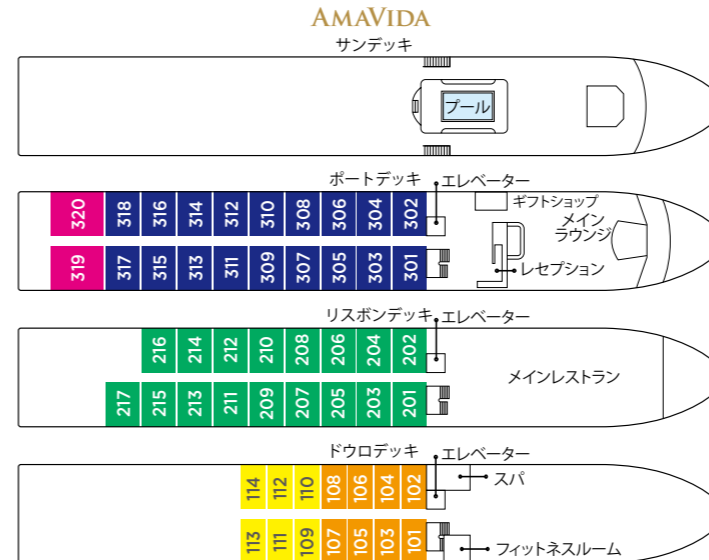 AMAVIDA
サンデッキ
プール
ポートデッキ エレベーター
320 318 316 314 312 310 308 306 304 302
ギフトショップ
メイン
ラウンジ
319 317 315 313 311 309 307 305 303 301
レセプション
リスボンデッキ エレベーター
216 214 212 210 208 206 204 202
メインレストラン
217 215 213 211 209 207 205 203 201
ドウロデッキ エレベーター
114 112 110 108 106 104 102
スパ
113 111 109 107 105 103 101
フィットネスルーム